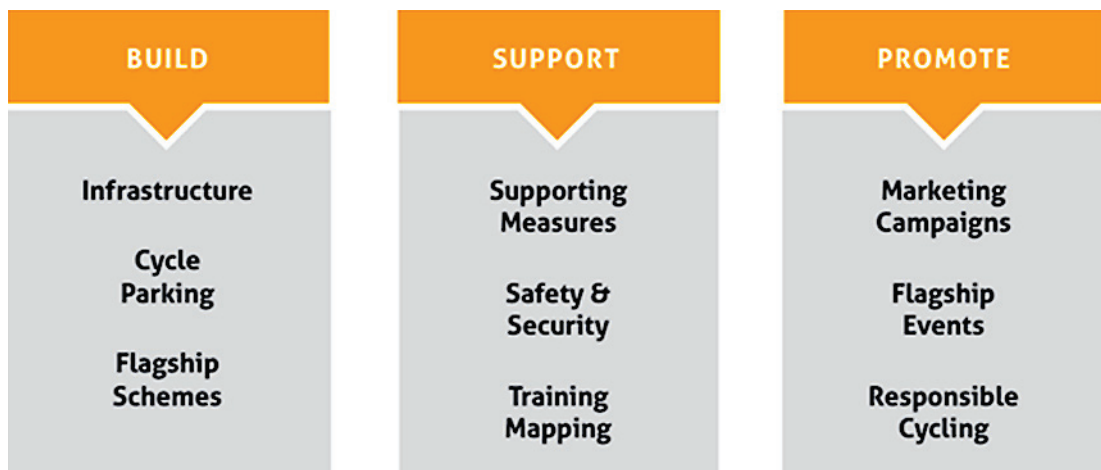 BUILD
Infrastructure
Cycle
Parking
Flagship
Schemes
SUPPORT
Supporting
Measures
Safety &
Security
Training
Mapping
PROMOTE
Marketing
Campaigns
Flagship
Events
Responsible
Cycling